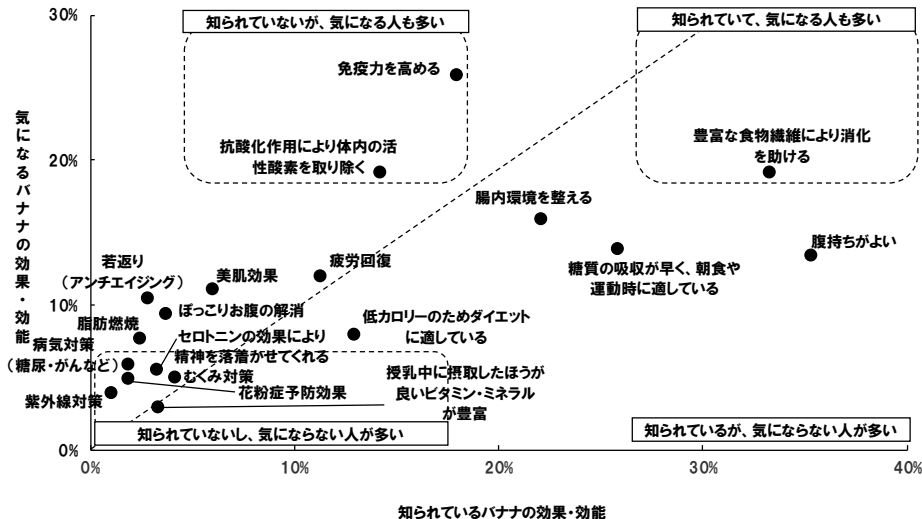 30%
知られていないが、気になる人も多い
知られていて、気になる人も多い
免疫力を高める
抗酸化作用により体内の活
性酸素を取り除く
豊富な食物繊維により消化
を助ける
気になるバナナの効果・効能
20%
腸内環境を整える
腹持ちがよい
糖質の吸収が早く、朝食や
運動時に適している
若返り
（アンチエイジング）
美肌効果
疲労回復
10%
ぽっこりお腹の解消
低カロリーのためダイエット
に適している
脂肪燃焼
セロトニンの効果により
精神を落着かせてくれる
病気対策
（糖尿・がんなど）
むくみ対策
花粉症予防効果
授乳中に摂取したほうが
良いビタミン・ミネラル
が豊富
紫外線対策
知られていないし、気にならない人が多い
知られているが、気にならない人が多い
0%
0%
10%
20%
30%
40%
知られているバナナの効果・効能